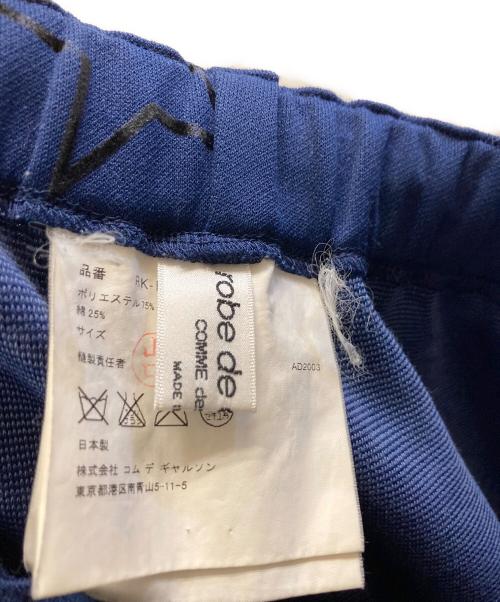 品番 RK-
ポリエステル75%
綿 25%
サイズ
縫製責任者
robe de
COMME de
MADE
AD2003
日本製
株式会社 コム デ ギャルソン
東京都港区南青山5-11-5